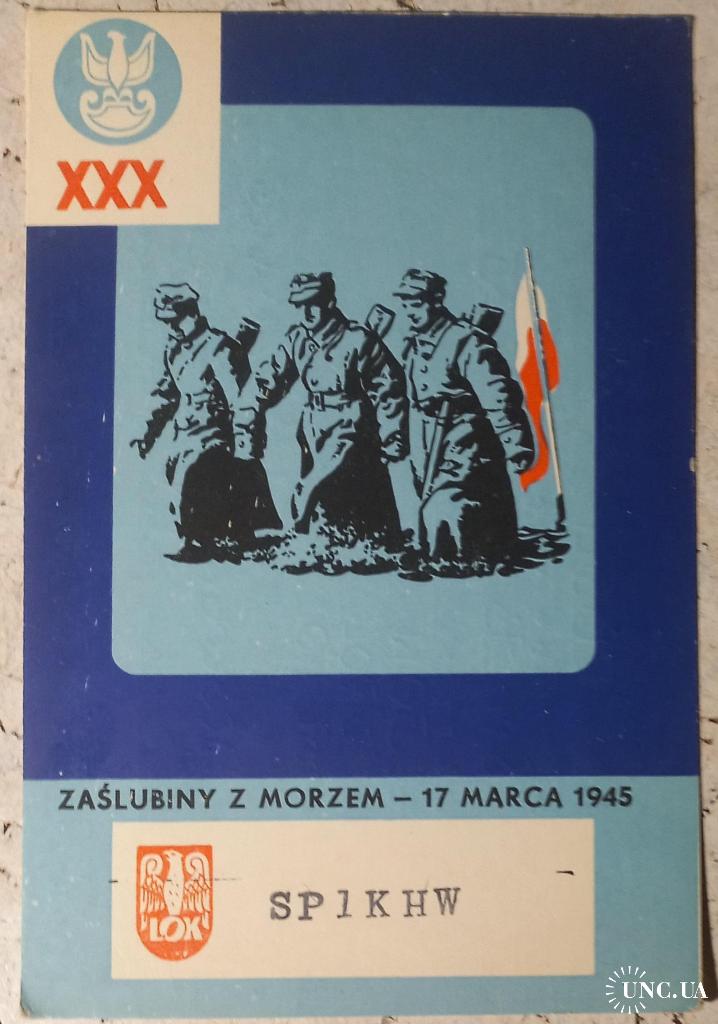 XXX
ZAŚLUBINY Z MORZEM – 17 MARCA 1945
LOK
SP1KHW
UNC.UA